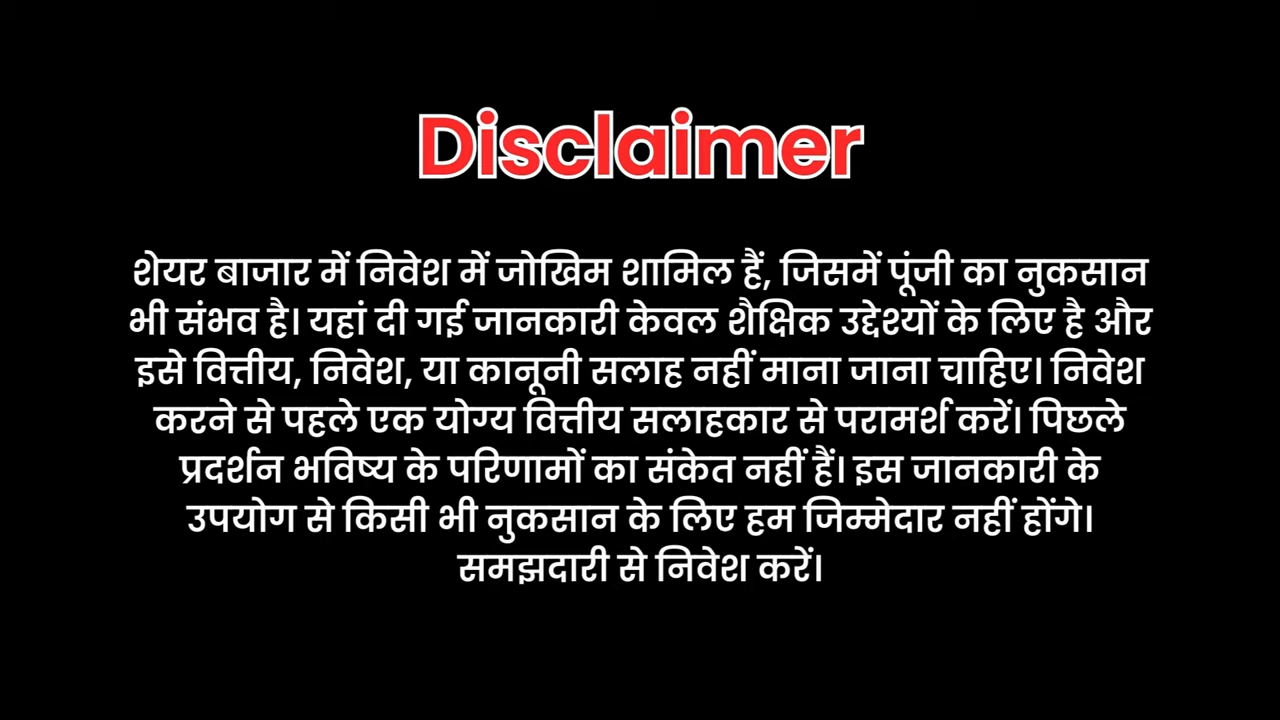 Disclaimer
शेयर बाजार में निवेश में जोखिम शामिल हैं, जिसमें पूंजी का नुकसान
भी संभव है। यहां दी गई जानकारी केवल शैक्षिक उद्देश्यों के लिए है और
इसे वित्तीय, निवेश, या कानूनी सलाह नहीं माना जाना चाहिए। निवेश
करने से पहले एक योग्य वित्तीय सलाहकार से परामर्श करें। पिछले
प्रदर्शन भविष्य के परिणामों का संकेत नहीं हैं। इस जानकारी के
उपयोग से किसी भी नुकसान के लिए हम जिम्मेदार नहीं होंगे।
समझदारी से निवेश करें।